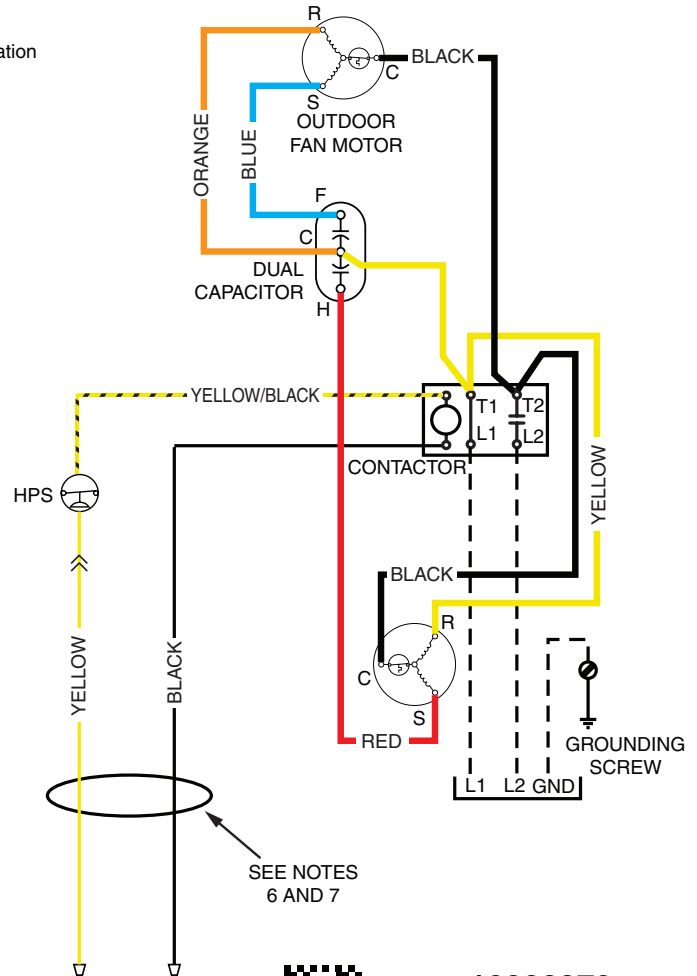 R
ation
BLACK
C
S
OUTDOOR
FAN MOTOR
ORANGE
BLUE
F
C
DUAL
CAPACITOR
H
YELLOW/BLACK
T1
T2
L1
L2
CONTACTOR
YELLOW
HPS
BLACK
R
C
S
YELLOW
BLACK
RED
GROUNDING
SCREW
L1
L2
GND
SEE NOTES
6 AND 7